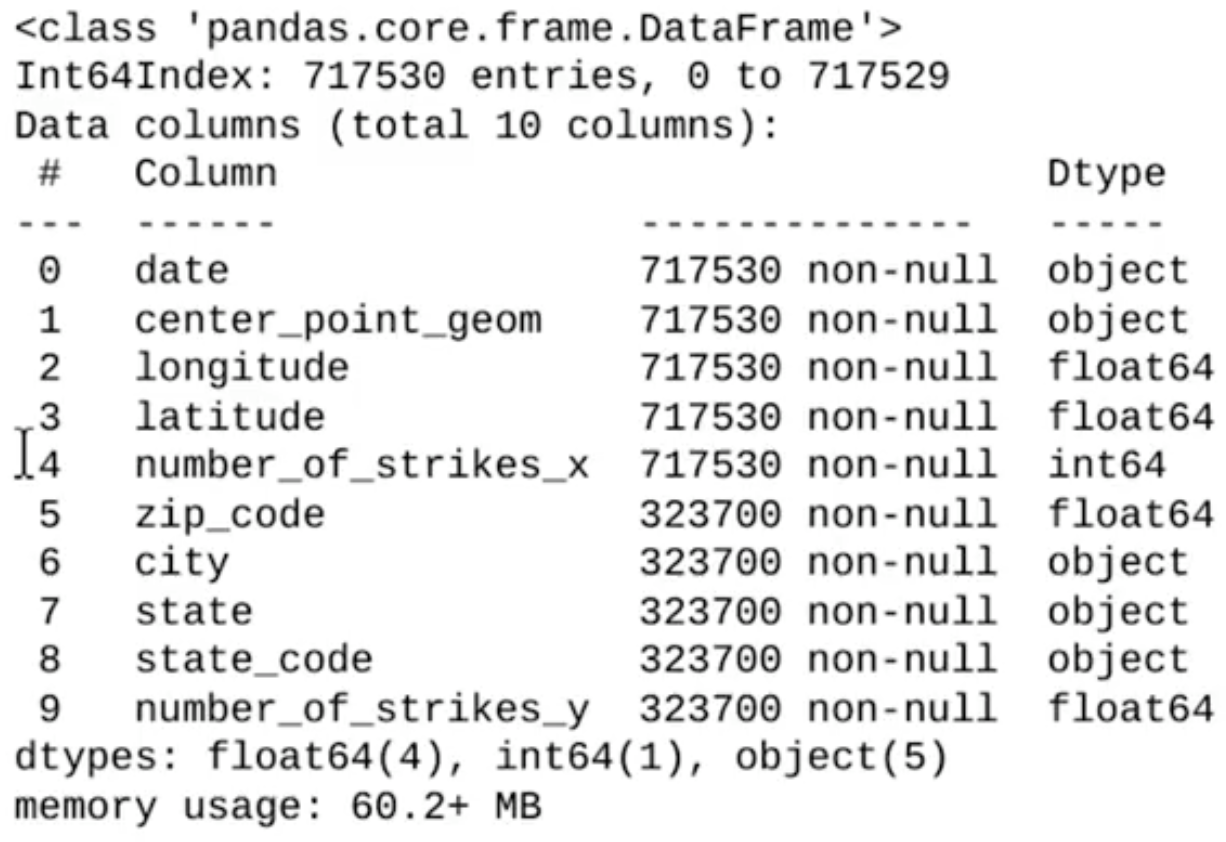 <class 'pandas.core.frame.DataFrame'>
Int64Index: 717530 entries, 0 to 717529
Data columns (total 10 columns):
 #   Column                                Dtype
---  ------               --------------   -----
 0   date                 717530 non-null  object
 1   center_point_geom    717530 non-null  object
 2   longitude            717530 non-null  float64
 3   latitude             717530 non-null  float64
 4   number_of_strikes_x  717530 non-null  int64
 5   zip_code             323700 non-null  float64
 6   city                 323700 non-null  object
 7   state                323700 non-null  object
 8   state_code           323700 non-null  object
 9   number_of_strikes_y  323700 non-null  float64
dtypes: float64(4), int64(1), object(5)
memory usage: 60.2+ MB